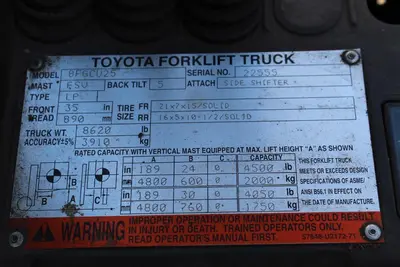 TOYOTA FORKLIFT TRUCK
MODEL 8FGCU25 SERIAL NO. 22555
MAST FSV BACK TILT 5 ATTACH SIDE SHIFTER
TYPE LP
FRONT 35 in TIRE FR 21x7x15/SOLID
TREAD 890 mm SIZE RR 16x5x10-1/2/SOLID
TRUCK WT. 8620 lb
ACCURACY±5% 3910 kg
RATED CAPACITY WITH VERTICAL MAST EQUIPPED AT MAX. LIFT HEIGHT "A" AS SHOWN
A B C CAPACITY
in 189 24 0 4500 lb
mm 4800 600 0 2000 kg
in 189 30 0 4050 lb
mm 4800 760 0 1750 kg
THIS FORKLIFT TRUCK
MEETS OR EXCEEDS DESIGN
SPECIFICATIONS OF ASME/
ANSI B56.1 IN EFFECT ON
THE DATE OF MANUFACTURE.
WARNING
IMPROPER OPERATION OR MAINTENANCE COULD RESULT
IN INJURY OR DEATH. TRAINED OPERATORS ONLY.
READ OPERATOR'S MANUAL FIRST.